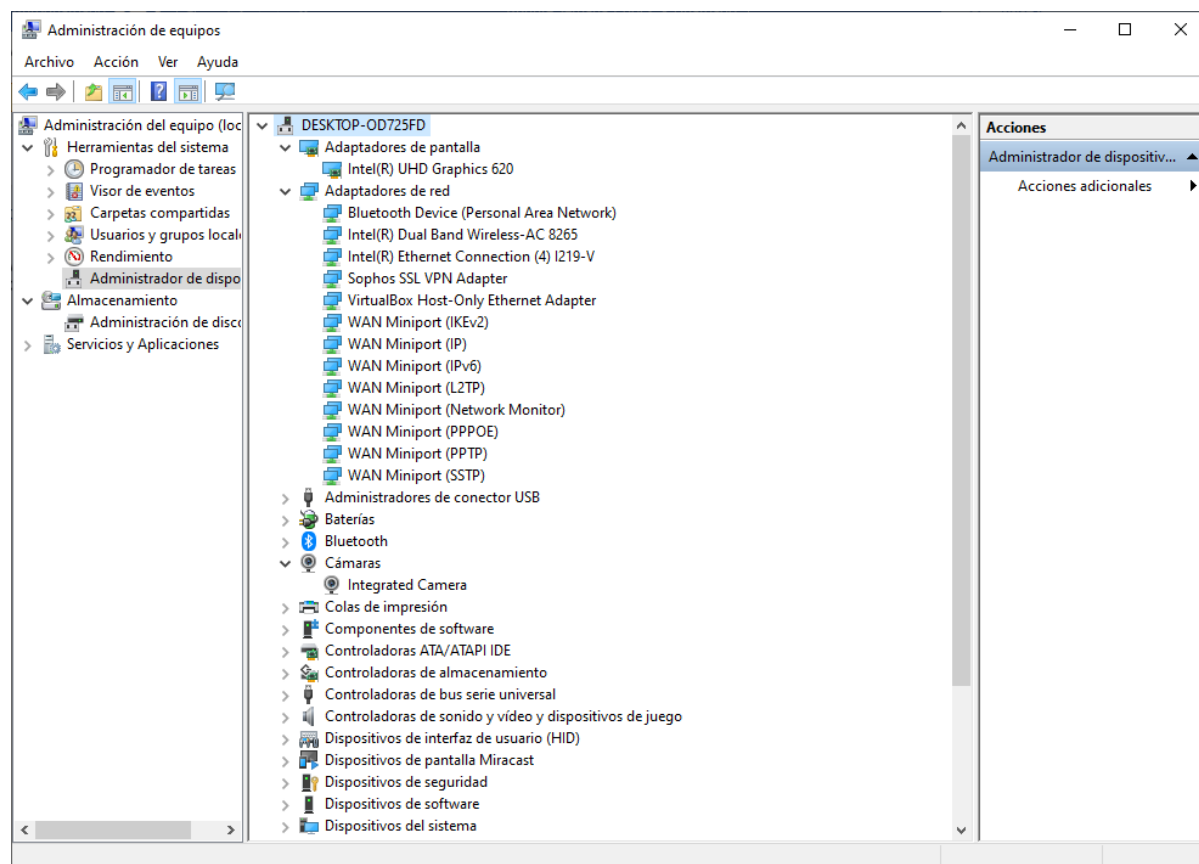 Administración de equipos
Archivo Acción Ver Ayuda
Administración del equipo (loc
Herramientas del sistema
Programador de tareas
Visor de eventos
Carpetas compartidas
Usuarios y grupos locale
Rendimiento
Administrador de dispo
Almacenamiento
Administración de disco
Servicios y Aplicaciones
DESKTOP-OD725FD
Adaptadores de pantalla
Intel(R) UHD Graphics 620
Adaptadores de red
Bluetooth Device (Personal Area Network)
Intel(R) Dual Band Wireless-AC 8265
Intel(R) Ethernet Connection (4) I219-V
Sophos SSL VPN Adapter
VirtualBox Host-Only Ethernet Adapter
WAN Miniport (IKEv2)
WAN Miniport (IP)
WAN Miniport (IPv6)
WAN Miniport (L2TP)
WAN Miniport (Network Monitor)
WAN Miniport (PPPOE)
WAN Miniport (PPTP)
WAN Miniport (SSTP)
Administradores de conector USB
Baterías
Bluetooth
Cámaras
Integrated Camera
Colas de impresión
Componentes de software
Controladoras ATA/ATAPI IDE
Controladoras de almacenamiento
Controladoras de bus serie universal
Controladoras de sonido y vídeo y dispositivos de juego
Dispositivos de interfaz de usuario (HID)
Dispositivos de pantalla Miracast
Dispositivos de seguridad
Dispositivos de software
Dispositivos del sistema
Acciones
Administrador de dispositiv...
Acciones adicionales